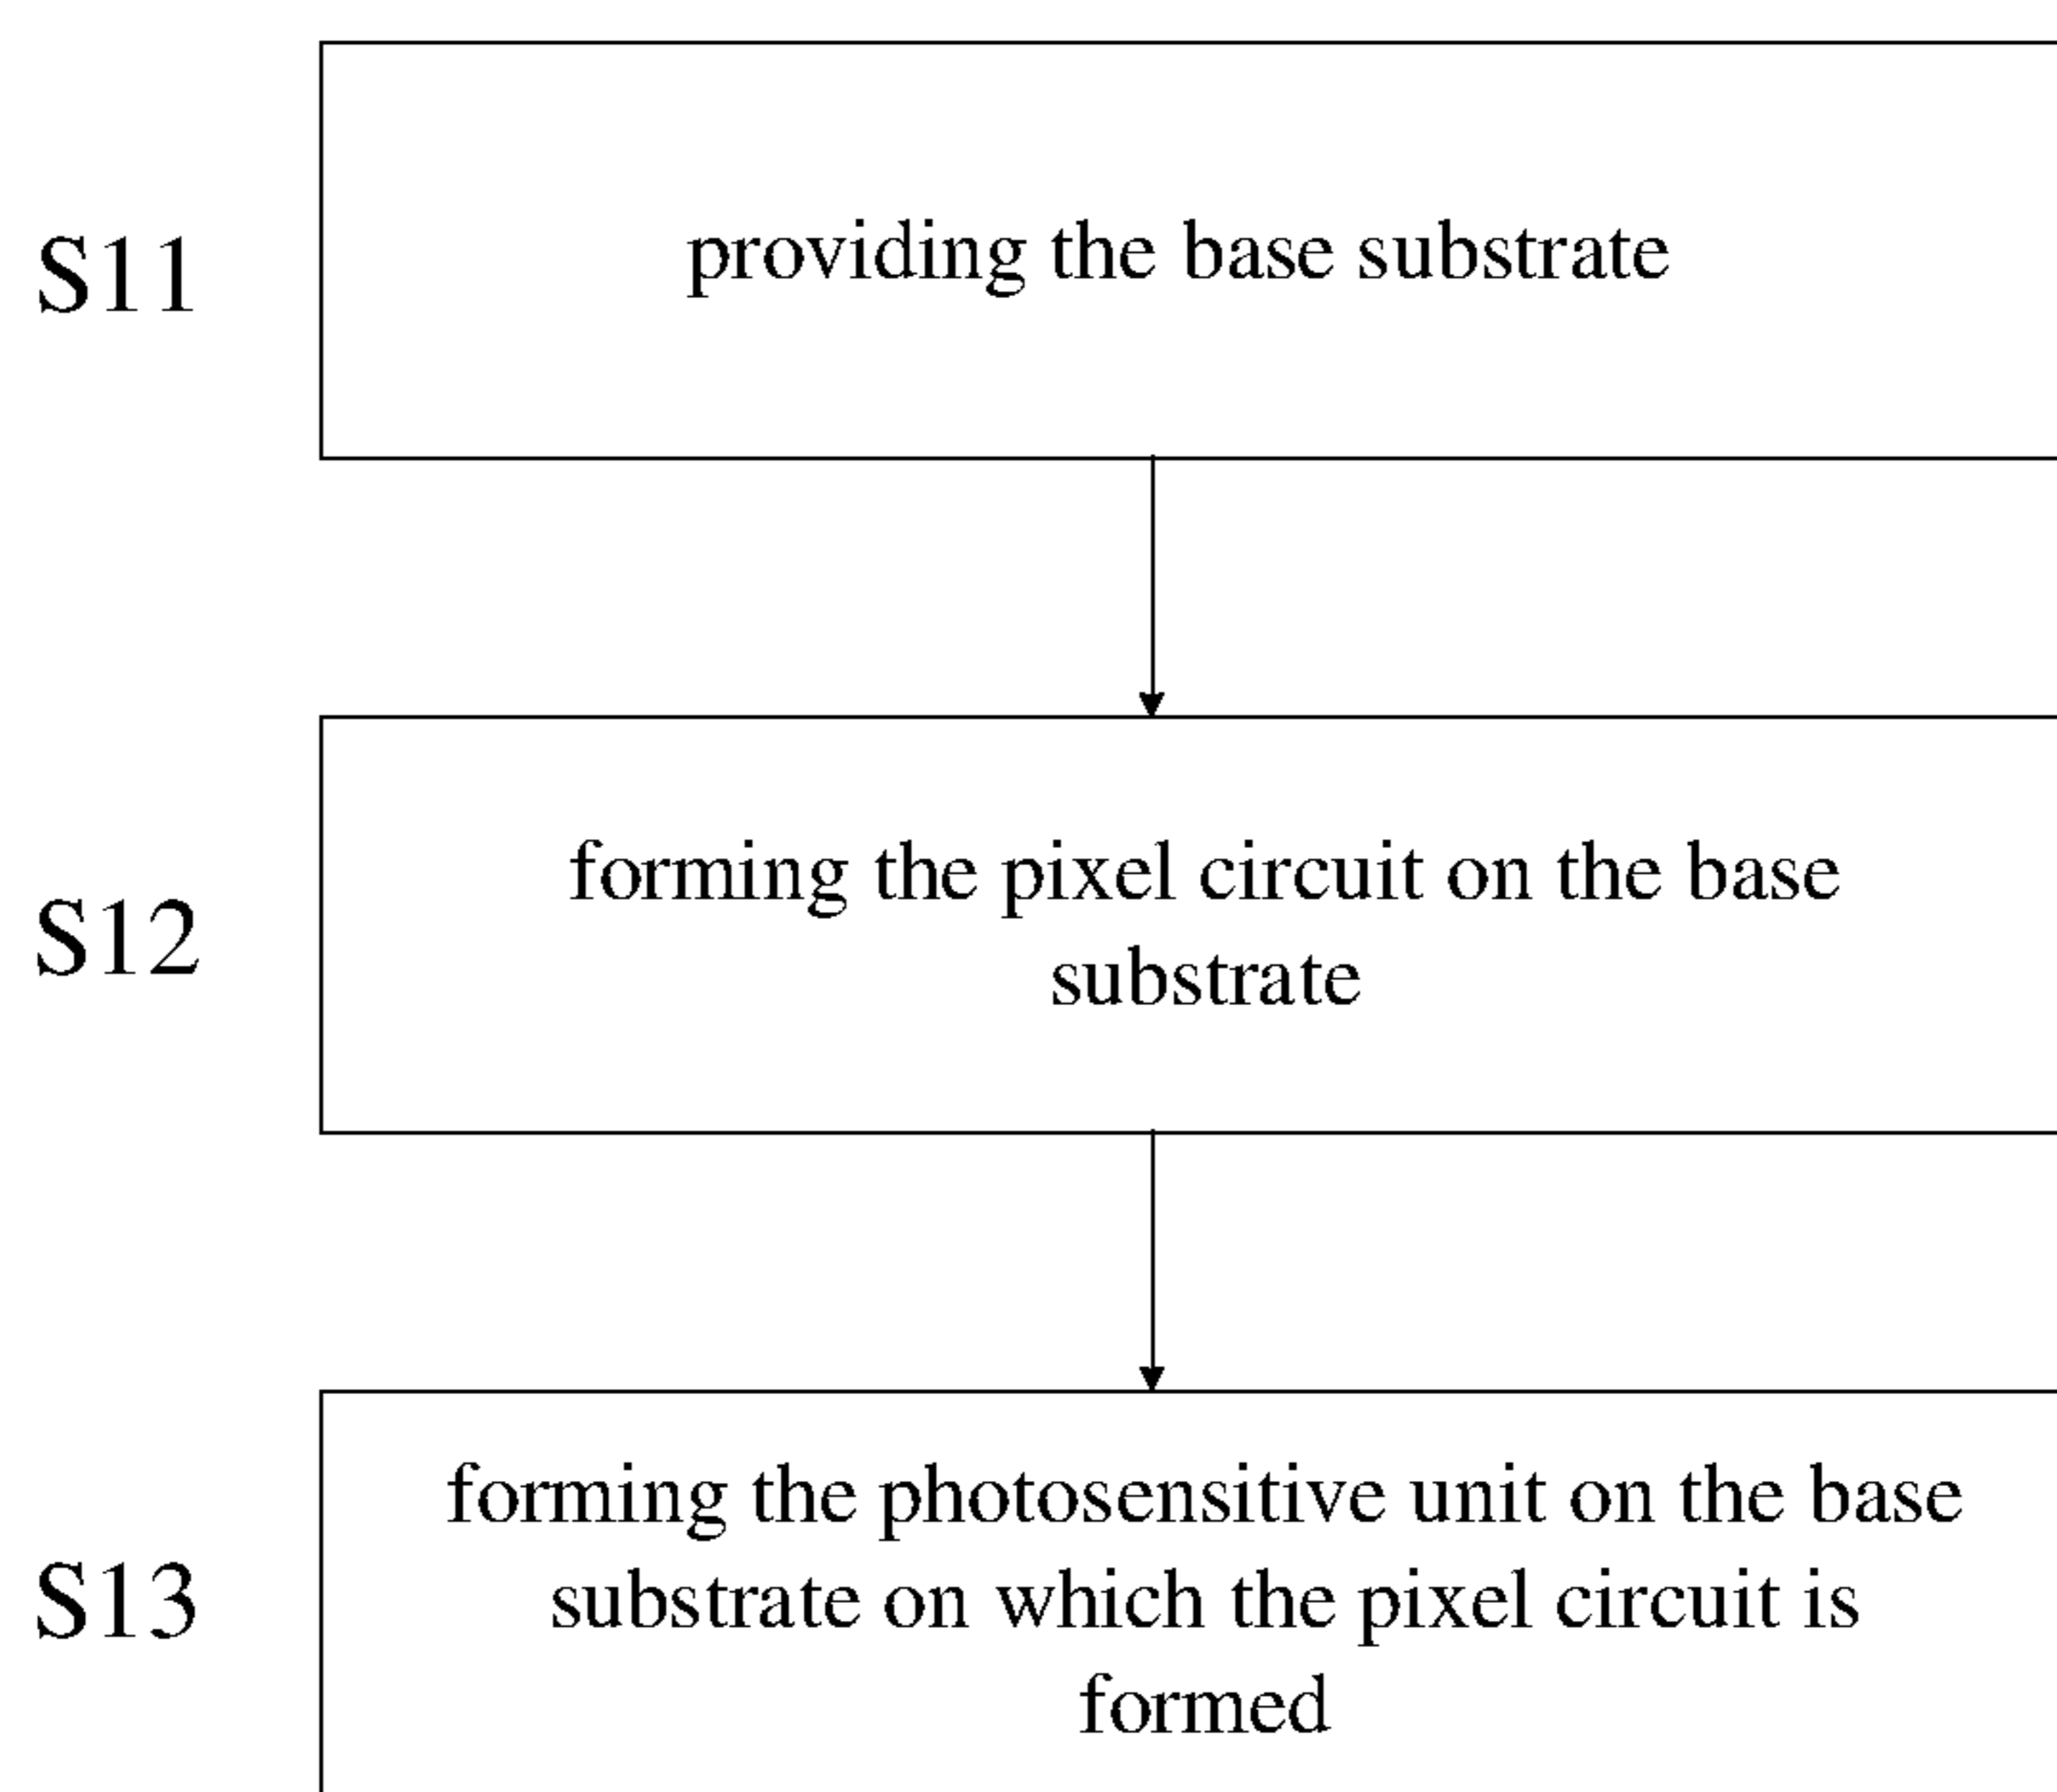 S11
providing the base substrate
S12
forming the pixel circuit on the base
substrate
S13
forming the photosensitive unit on the base
substrate on which the pixel circuit is
formed